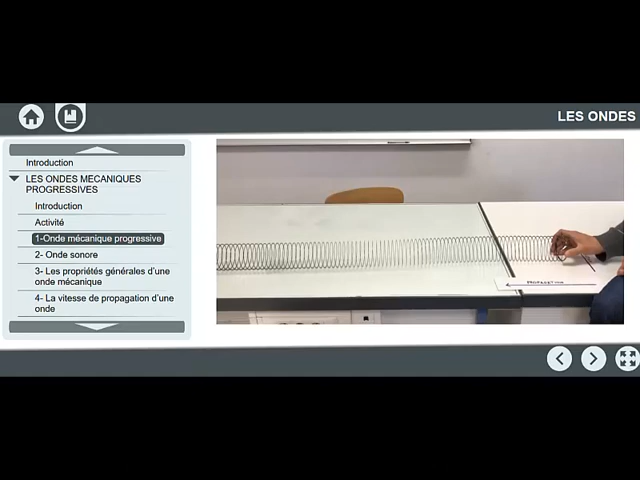 LES ONDES
Introduction
LES ONDES MECANIQUES
PROGRESSIVES
Introduction
Activité
1-Onde mécanique progressive
2- Onde sonore
3- Les propriétés générales d'une
onde mécanique
4- La vitesse de propagation d'une
onde
PROPAGATION